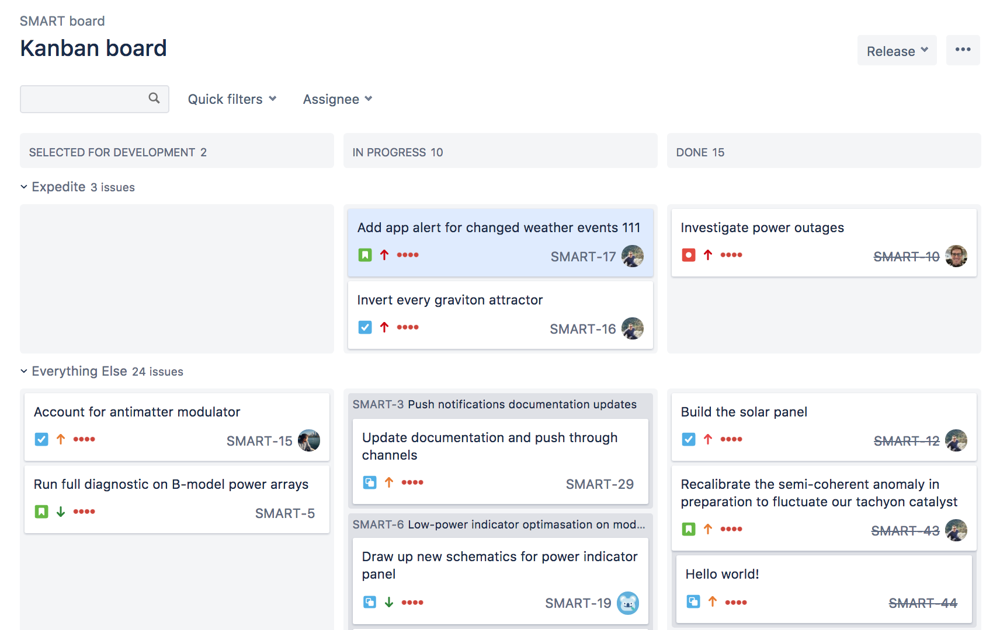 SMART board
Kanban board
Release
Quick filters
Assignee
SELECTED FOR DEVELOPMENT 2
IN PROGRESS 10
DONE 15
Expedite 3 issues
Add app alert for changed weather events 111
SMART-17
Invert every graviton attractor
SMART-16
Investigate power outages
SMART-10
Everything Else 24 issues
Account for antimatter modulator
SMART-15
Run full diagnostic on B-model power arrays
SMART-5
SMART-3 Push notifications documentation updates
Update documentation and push through
channels
SMART-29
SMART-6 Low-power indicator optimasation on mod...
Draw up new schematics for power indicator
panel
SMART-19
Build the solar panel
SMART-12
Recalibrate the semi-coherent anomaly in
preparation to fluctuate our tachyon catalyst
SMART-43
Hello world!
SMART-44